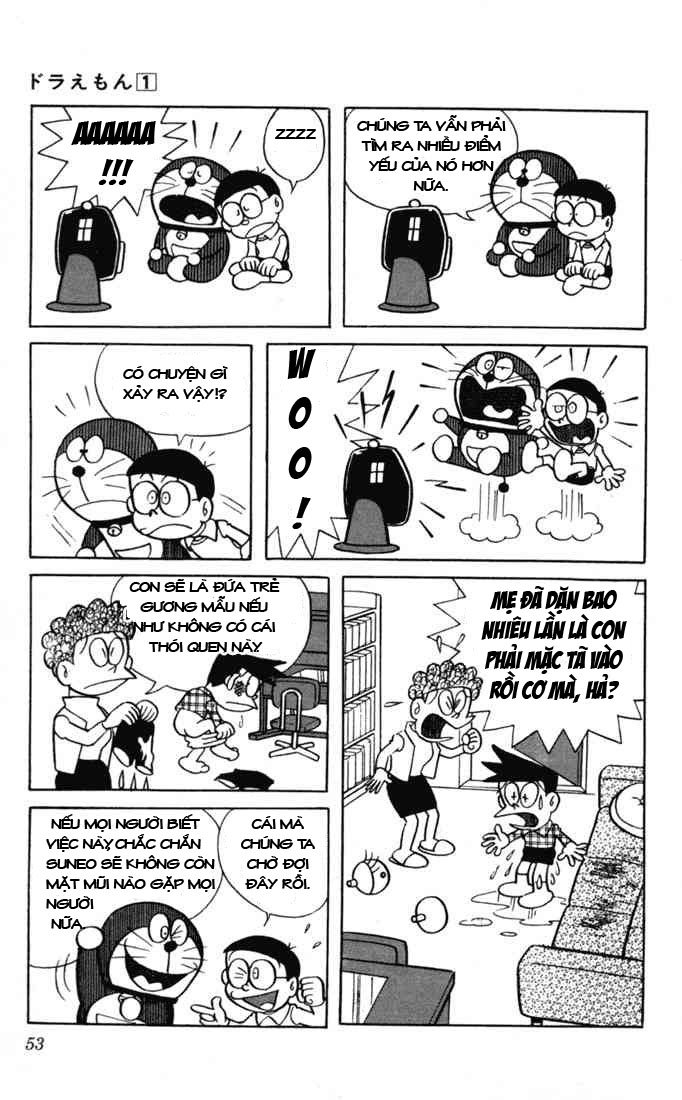 ドラえもん1
CHÚNG TA VẪN PHẢI
TÌM RA NHIỀU ĐIỂM
YẾU CỦA NÓ HƠN
NỮA.
ZZZZ
AAAAAA
!!!
WOO!
CÓ CHUYỆN GÌ
XẢY RA VẬY!?
MẸ ĐÃ DẶN BAO
NHIÊU LẦN LÀ CON
PHẢI MẶC TÃ VÀO
RỒI CƠ MÀ, HẢ?
CON SẼ LÀ ĐỨA TRẺ
GƯƠNG MẪU NẾU
NHƯ KHÔNG CÓ CÁI
THÓI QUEN NÀY
CÁI MÀ
CHÚNG TA
CHỜ ĐỢI
ĐÂY RỒI.
NẾU MỌI NGƯỜI BIẾT
VIỆC NÀY, CHẮC CHẮN
SUNEO SẼ KHÔNG CÒN
MẶT MŨI NÀO GẶP MỌI
NGƯỜI
NỮA.
53